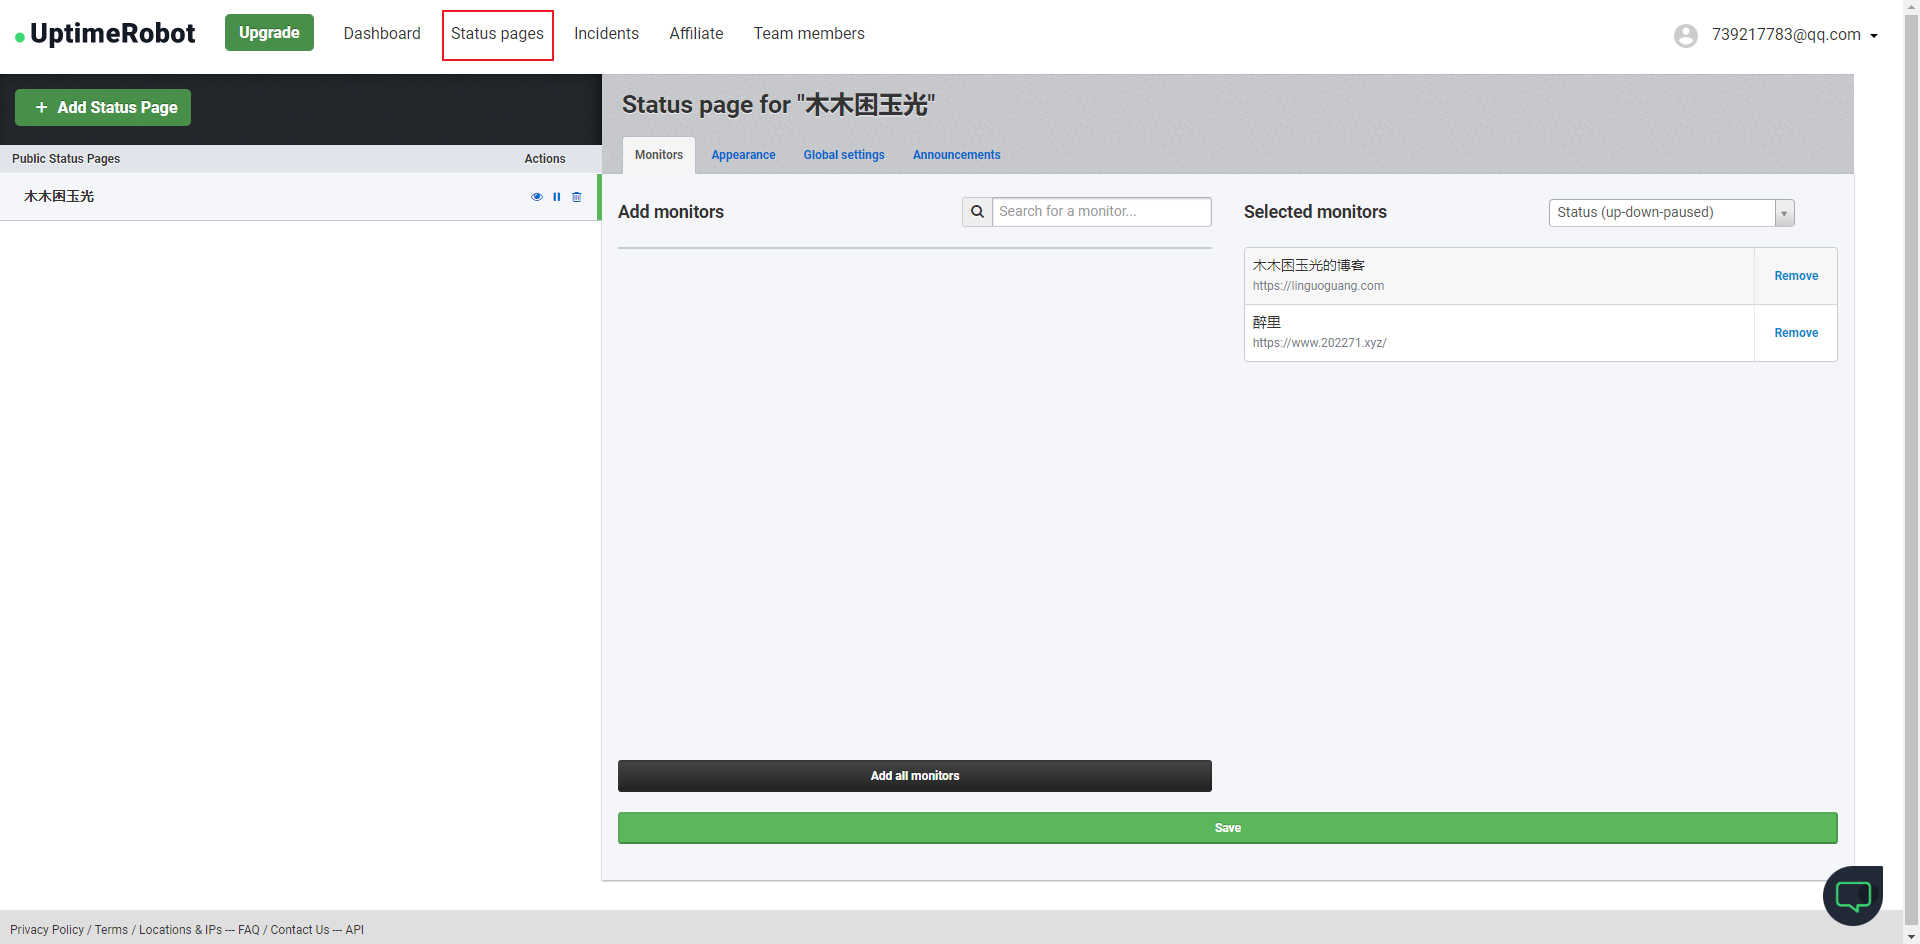 UptimeRobot
Upgrade
Dashboard
Status pages
Incidents
Affiliate
Team members
739217783@qq.com
+ Add Status Page
Public Status Pages
Actions
木木困玉光
Status page for "木木困玉光"
Monitors
Appearance
Global settings
Announcements
Add monitors
Search for a monitor...
Selected monitors
Status (up-down-paused)
木木困玉光的博客
https://linguoguang.com
Remove
醉里
https://www.202271.xyz/
Remove
Add all monitors
Save
Privacy Policy / Terms / Locations & IPs --- FAQ / Contact Us --- API